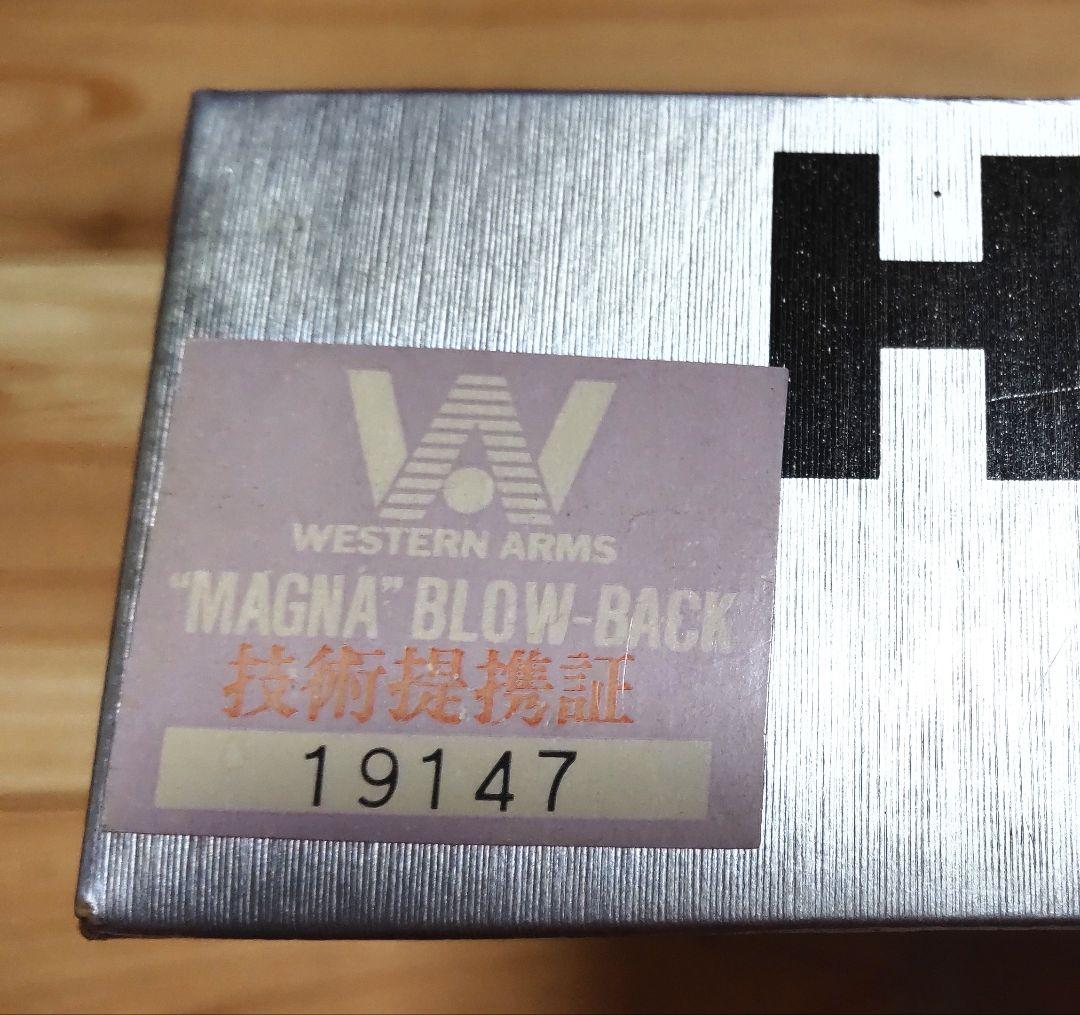 H
WESTERN ARMS
"MAGNA" BLOW-BACK
技術提携証
19147